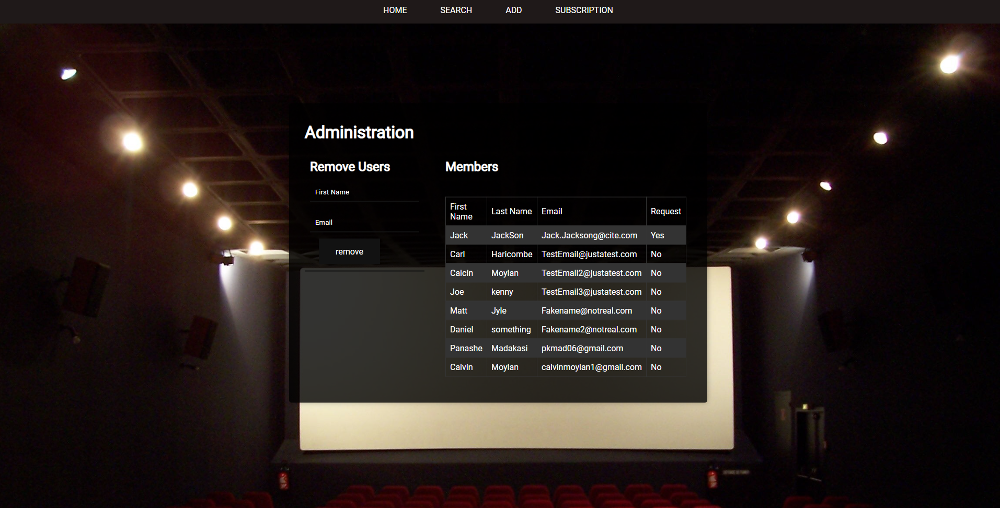 HOME SEARCH ADD SUBSCRIPTION
Administration
Remove Users
First Name
Email
remove
Members
First Name Last Name Email Request
Jack JackSon Jack.Jacksong@cite.com Yes
Carl Haricombe TestEmail@justatest.com No
Calcin Moylan TestEmail2@justatest.com No
Joe kenny TestEmail3@justatest.com No
Matt Jyle Fakename@notreal.com No
Daniel something Fakename2@notreal.com No
Panashe Madakasi pkmad06@gmail.com No
Calvin Moylan calvinmoylan1@gmail.com No